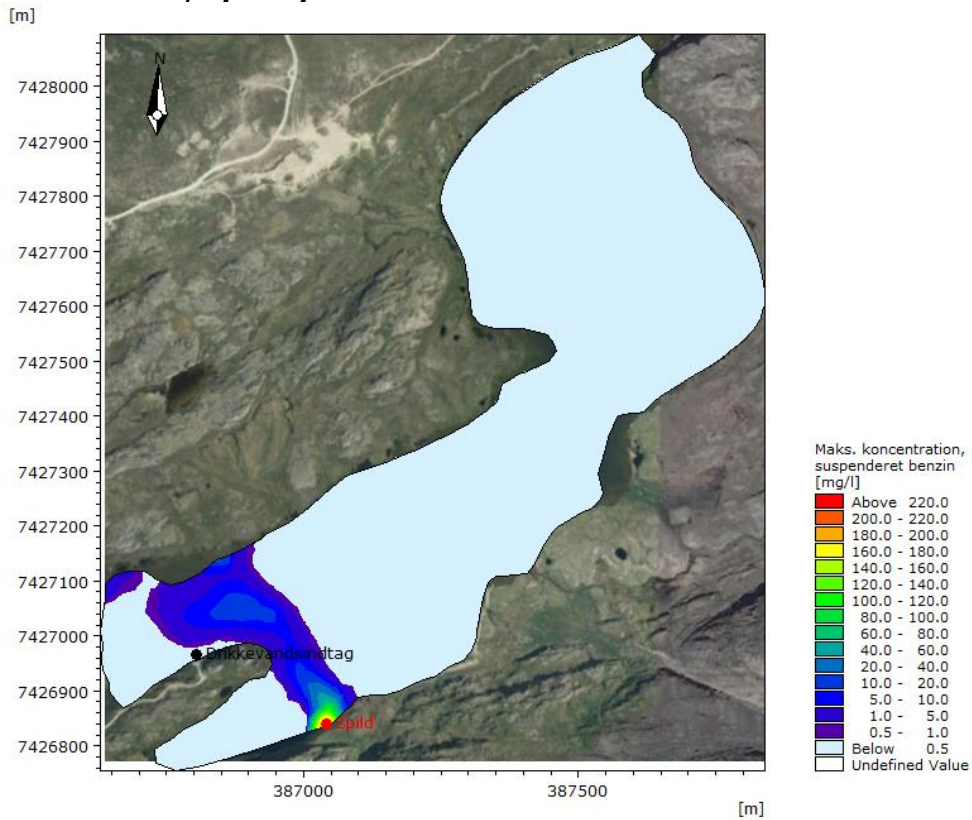 [m]
N
7428000
7427900
7427800
7427700
7427600
7427500
7427400
7427300
7427200
7427100
7427000
7426900
7426800
Drikkevandsindtag
Spild
387000
387500
[m]
Maks. koncentration,
suspenderet benzin
[mg/l]
Above 220.0
200.0 - 220.0
180.0 - 200.0
160.0 - 180.0
140.0 - 160.0
120.0 - 140.0
100.0 - 120.0
80.0 - 100.0
60.0 - 80.0
40.0 - 60.0
20.0 - 40.0
10.0 - 20.0
5.0 - 10.0
1.0 - 5.0
0.5 - 1.0
Below 0.5
Undefined Value